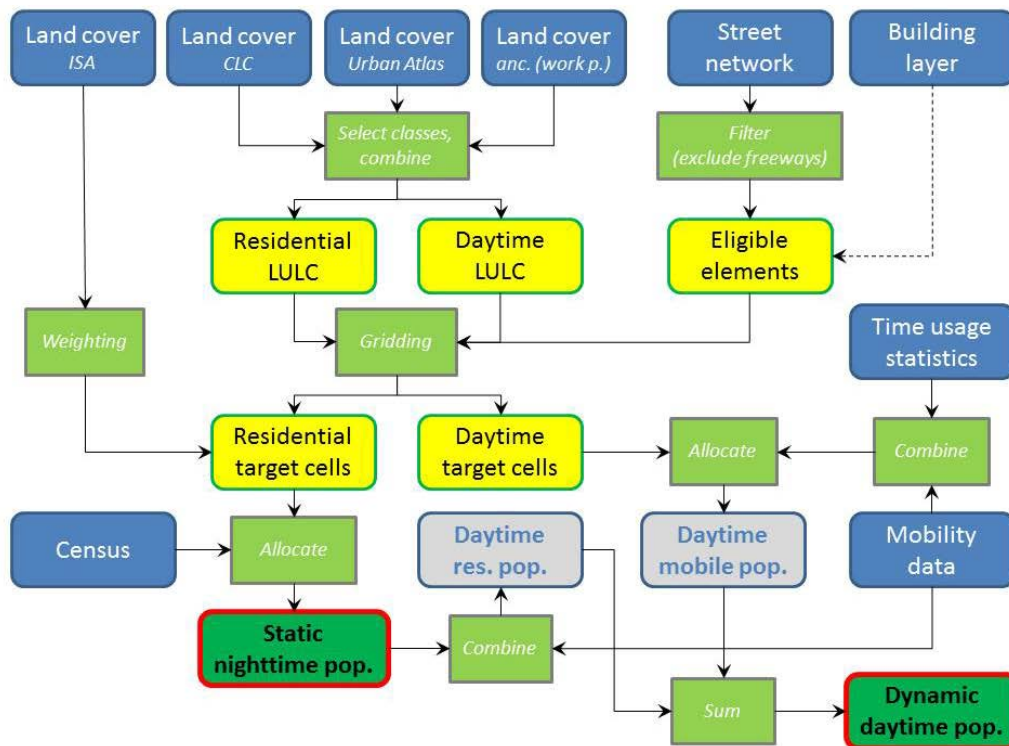 Land cover
ISA
Land cover
CLC
Land cover
Urban Atlas
Land cover
anc. (work p.)
Street
network
Building
layer
Select classes,
combine
Filter
(exclude freeways)
Residential
LULC
Daytime
LULC
Eligible
elements
Weighting
Gridding
Time usage
statistics
Residential
target cells
Daytime
target cells
Allocate
Combine
Census
Allocate
Daytime
res. pop.
Daytime
mobile pop.
Mobility
data
Static
nighttime pop.
Combine
Sum
Dynamic
daytime pop.